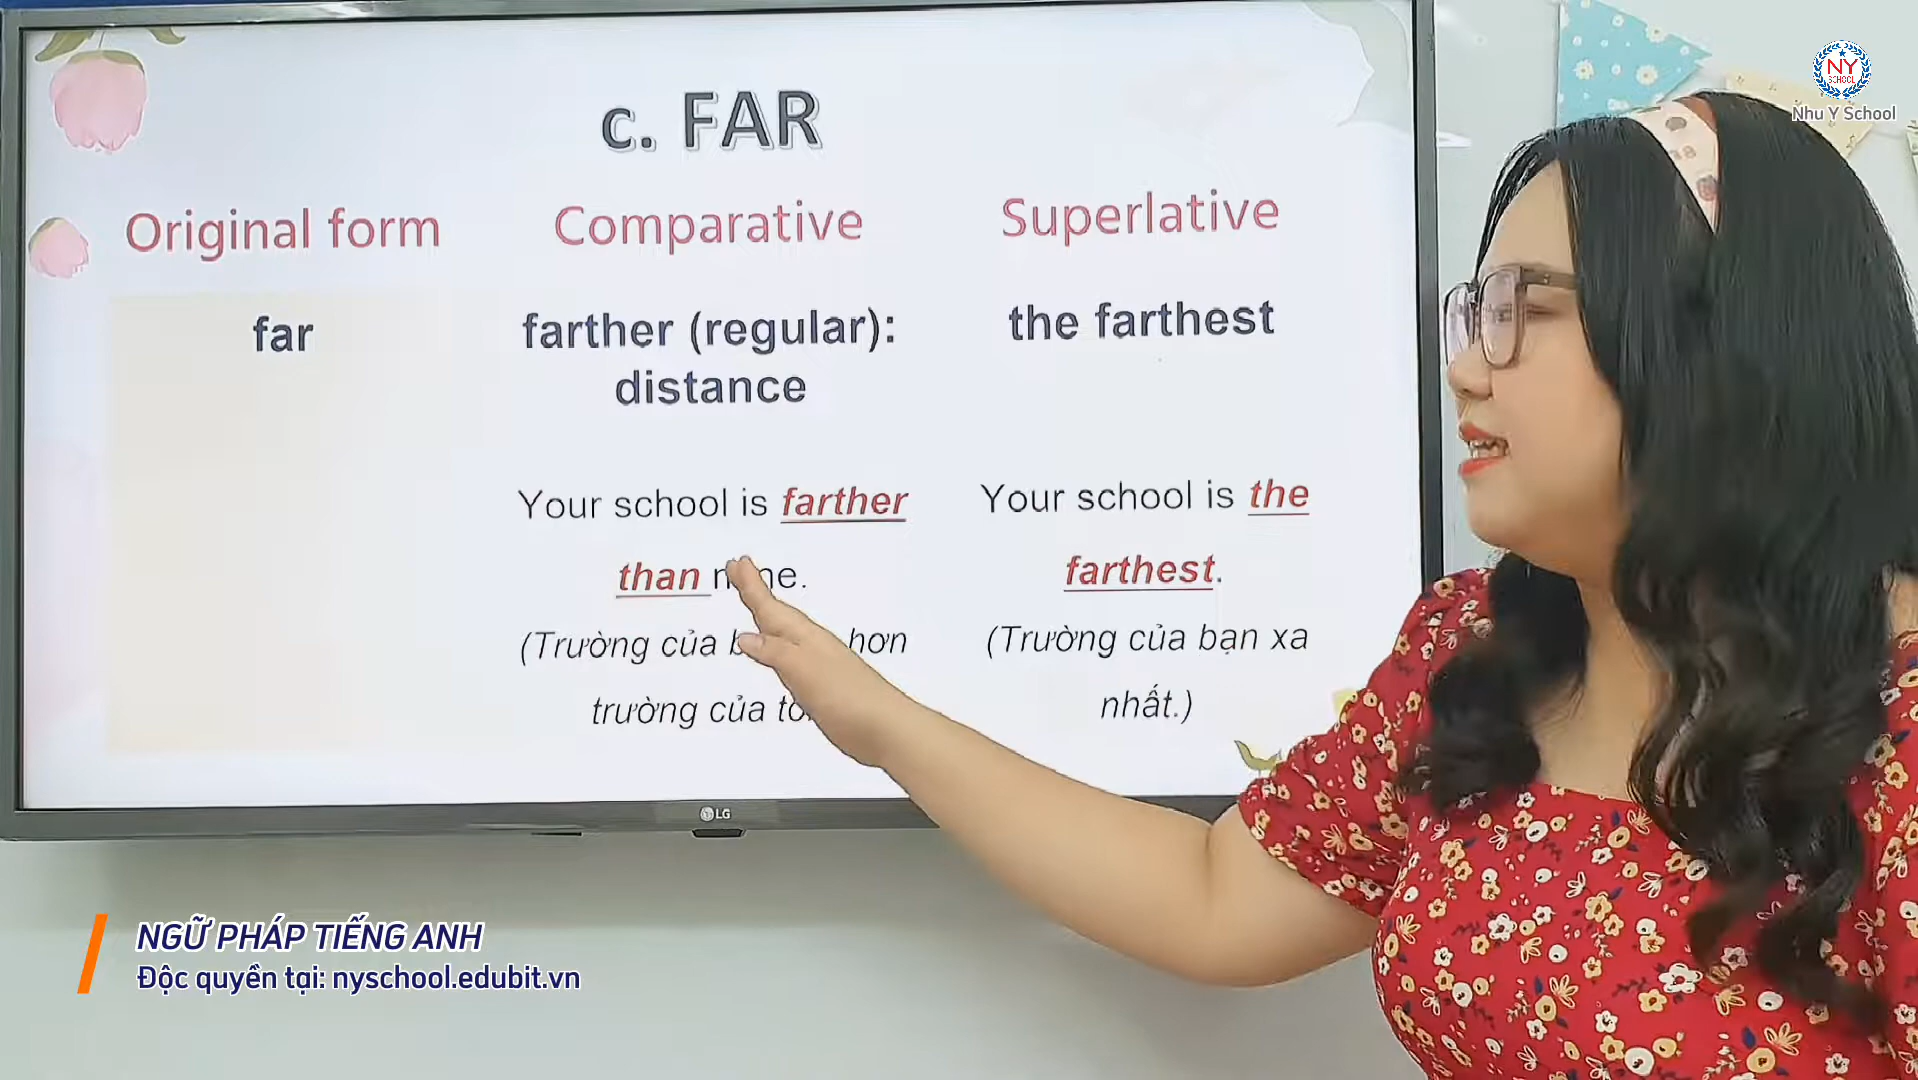 c. FAR
Original form
Comparative
Superlative
far
farther (regular):
distance
the farthest
Your school is farther
than
(Trường của hơn
trường của
Your school is the
farthest.
(Trường của bạn xa
nhất.)
LG
NY
SCHOOL
Như Y School
NGỮ PHÁP TIẾNG ANH
Độc quyền tại: nyschool.edubit.vn